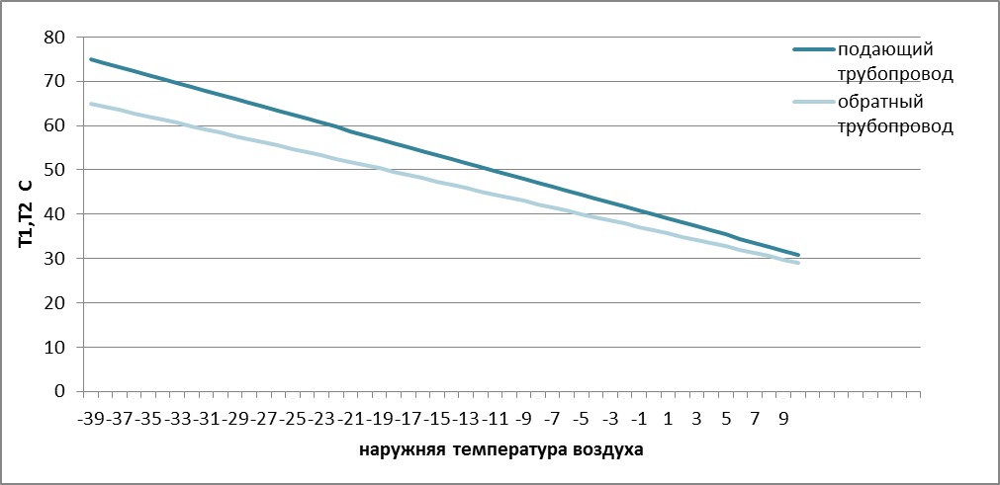 80
70
60
50
40
30
20
10
0
Т1,Т2 С
-39 -37 -35 -33 -31 -29 -27 -25 -23 -21 -19 -17 -15 -13 -11 -9 -7 -5 -3 -1 1 3 5 7 9
наружняя температура воздуха
подающий
трубопровод
обратный
трубопровод